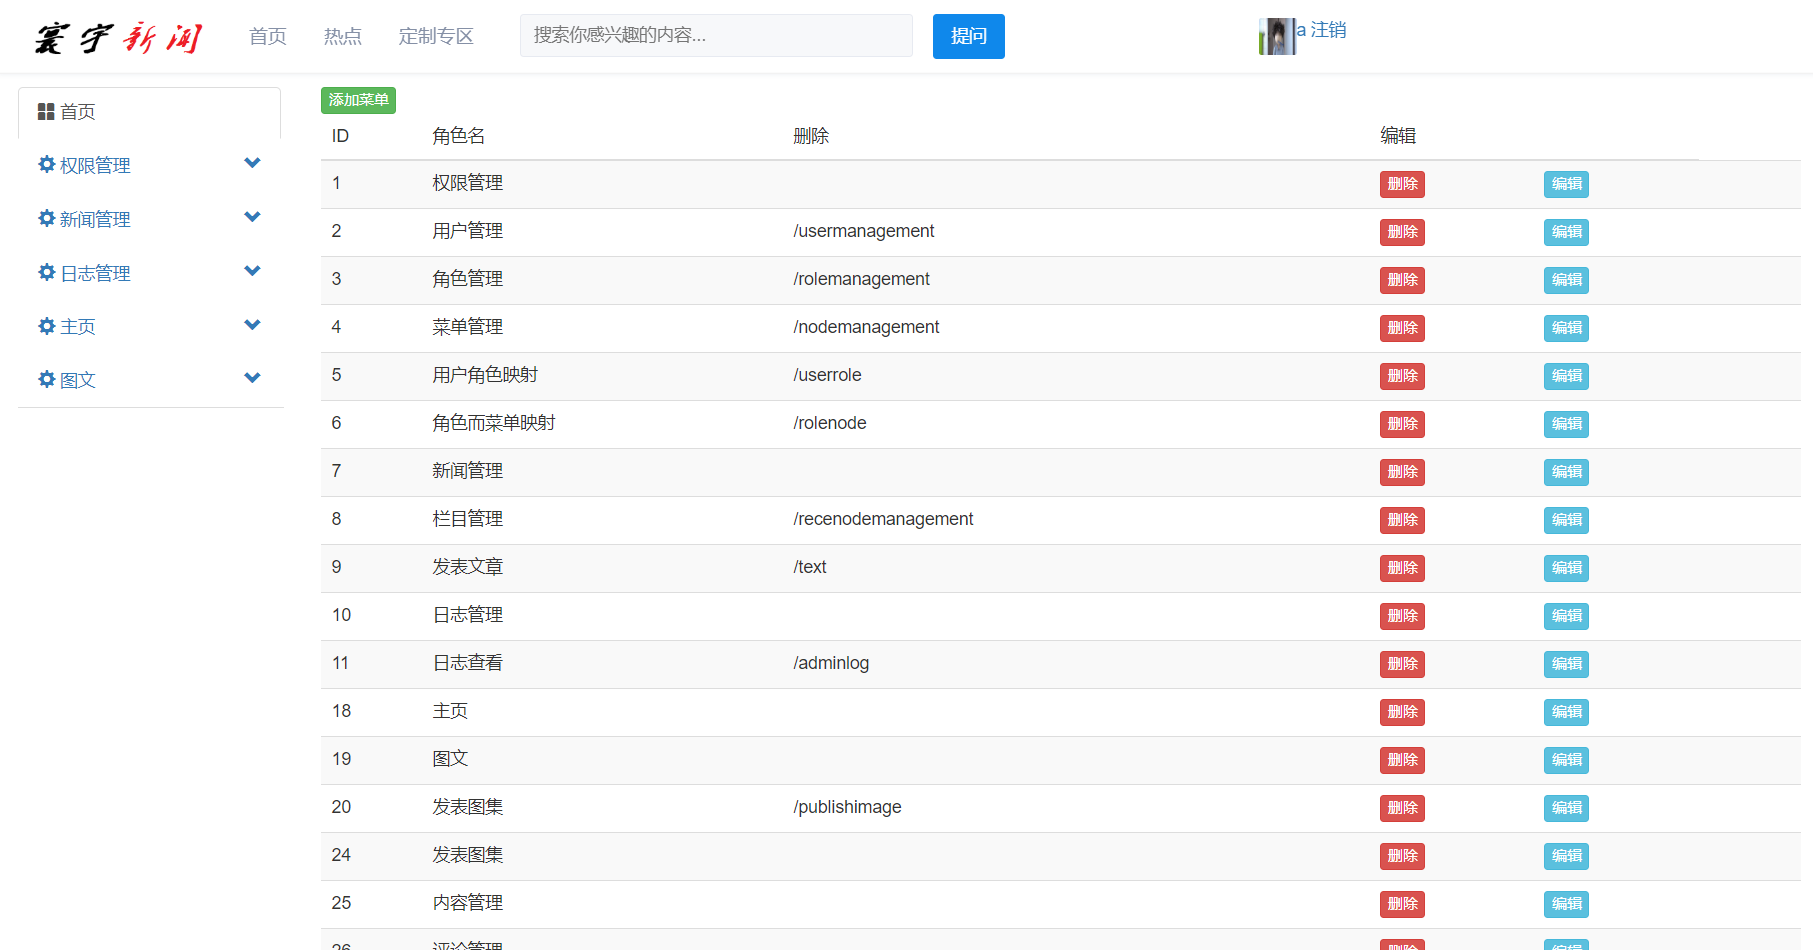 寰宇新闻 首页 热点 定制专区 搜索你感兴趣的内容... 提问 a 注销
首页
权限管理
新闻管理
日志管理
主页
图文
添加菜单
ID 角色名 删除 编辑
1 权限管理 删除 编辑
2 用户管理 /usermanagement 删除 编辑
3 角色管理 /rolemanagement 删除 编辑
4 菜单管理 /nodemanagement 删除 编辑
5 用户角色映射 /userrole 删除 编辑
6 角色而菜单映射 /rolenode 删除 编辑
7 新闻管理 删除 编辑
8 栏目管理 /recenodemanagement 删除 编辑
9 发表文章 /text 删除 编辑
10 日志管理 删除 编辑
11 日志查看 /adminlog 删除 编辑
18 主页 删除 编辑
19 图文 删除 编辑
20 发表图集 /publishimage 删除 编辑
24 发表图集 删除 编辑
25 内容管理 删除 编辑
26 评论管理 删除 编辑